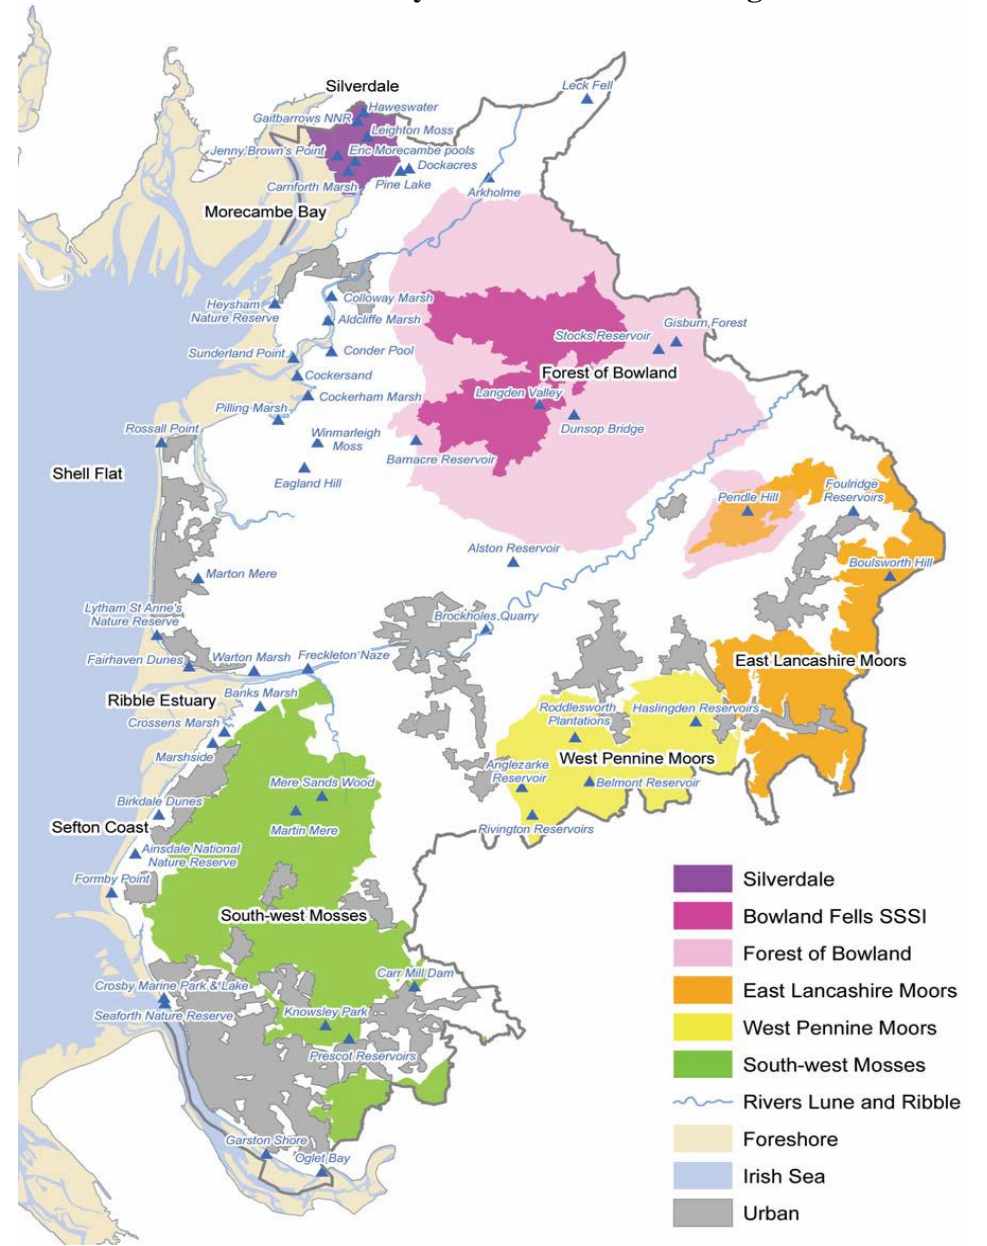 Silverdale
Leck Fell
Haweswater
Gaitbarrows NNR
Leighton Moss
Jenny Brown's Point
Eric Morecambe pools
Dockacres
Carnforth Marsh
Pine Lake
Arkholme
Morecambe Bay
Heysham
Nature Reserve
Colloway Marsh
Aldcliffe Marsh
Gisburn Forest
Stocks Reservoir
Sunderland Point
Conder Pool
Forest of Bowland
Cockersand
Langden Valley
Cockerham Marsh
Pilling Marsh
Dunsop Bridge
Rossall Point
Winmarleigh
Moss
Barnacre Reservoir
Shell Flat
Eagland Hill
Pendle Hill
Foulridge
Reservoirs
Alston Reservoir
Boulsworth Hill
Marton Mere
Lytham St Anne's
Nature Reserve
Brockholes Quarry
Fairhaven Dunes
Warton Marsh
Freckleton Naze
East Lancashire Moors
Ribble Estuary
Banks Marsh
Crossens Marsh
Roddlesworth
Plantations
Haslingden Reservoirs
Marshside
West Pennine Moors
Anglezarke
Reservoir
Mere Sands Wood
Belmont Reservoir
Birkdale Dunes
Sefton Coast
Martin Mere
Rivington Reservoirs
Ainsdale National
Nature Reserve
Formby Point
South-west Mosses
Carr Mill Dam
Crosby Marine Park & Lake
Seaforth Nature Reserve
Knowsley Park
Prescot Reservoirs
Garston Shore
Oglet Bay
Silverdale
Bowland Fells SSSI
Forest of Bowland
East Lancashire Moors
West Pennine Moors
South-west Mosses
Rivers Lune and Ribble
Foreshore
Irish Sea
Urban